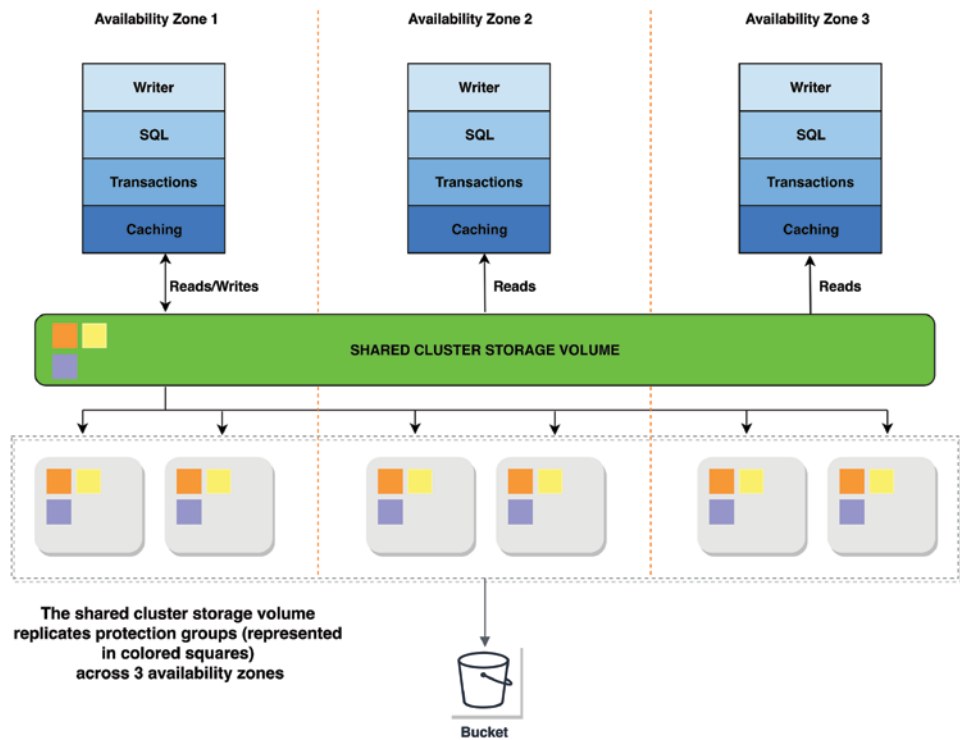 Availability Zone 1
Availability Zone 2
Availability Zone 3
Writer
SQL
Transactions
Caching
Writer
SQL
Transactions
Caching
Writer
SQL
Transactions
Caching
Reads/Writes
Reads
Reads
SHARED CLUSTER STORAGE VOLUME
The shared cluster storage volume
replicates protection groups (represented
in colored squares)
across 3 availability zones
Bucket